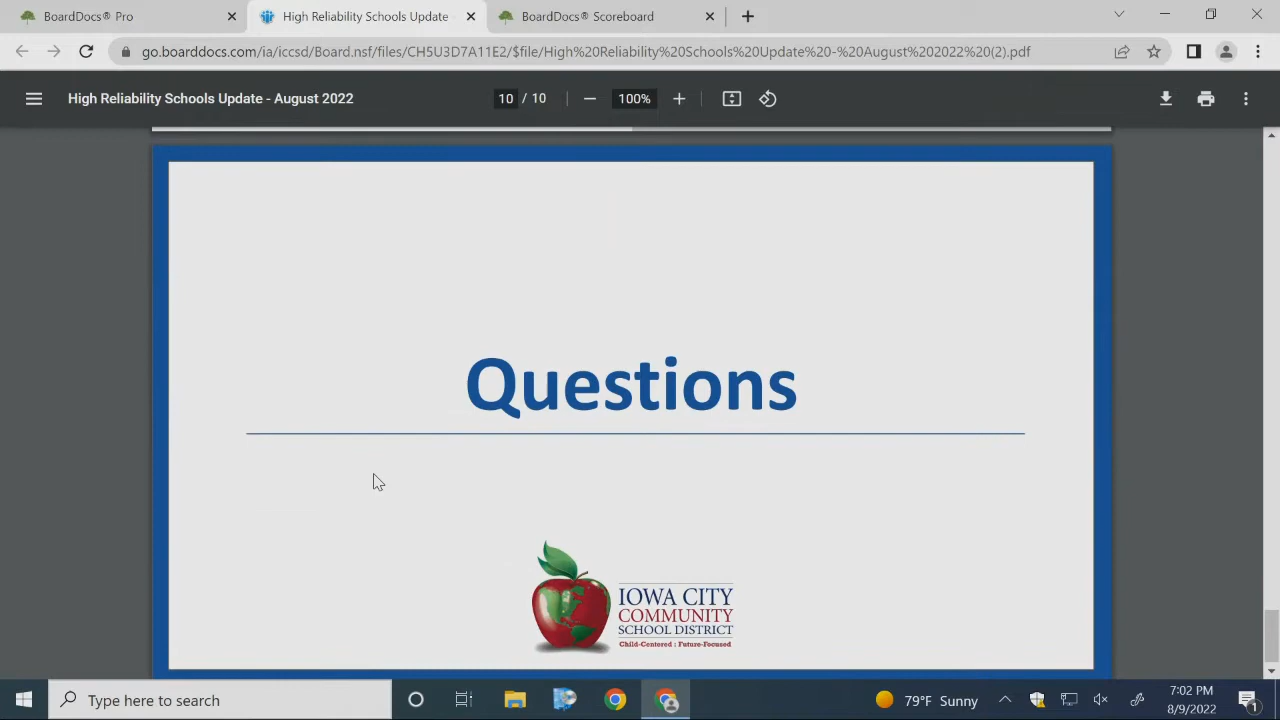 BoardDocs® Pro
High Reliability Schools Update
BoardDocs® Scoreboard
go.boarddocs.com/ia/iccsd/Board.nsf/files/CH5U3D7A11E2/$file/High%20Reliability%20Schools%20Update%20-%20August%202022%20(2).pdf
High Reliability Schools Update - August 2022
10 / 10
100%
Questions
IOWA CITY
COMMUNITY
SCHOOL DISTRICT
Child-Centered : Future-Focused
Type here to search
79°F Sunny
7:02 PM
8/9/2022
1